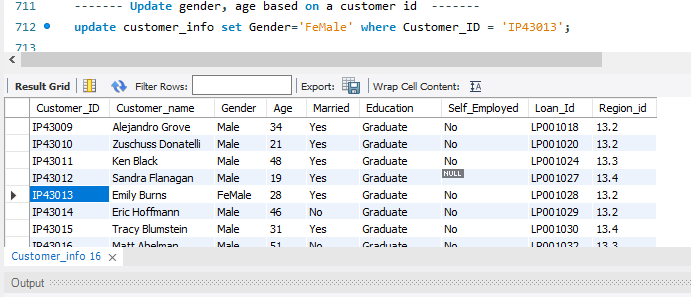 711 ------- Update gender, age based on a customer id -------
712 update customer_info set Gender='FeMale' where Customer_ID = 'IP43013';
713
Result Grid Filter Rows: Export: Wrap Cell Content:
Customer_ID Customer_name Gender Age Married Education Self_Employed Loan_Id Region_id
IP43009 Alejandro Grove Male 34 Yes Graduate No LP001018 13.2
IP43010 Zuschuss Donatelli Male 21 Yes Graduate No LP001020 13.2
IP43011 Ken Black Male 48 Yes Graduate No LP001024 13.3
IP43012 Sandra Flanagan Male 19 Yes Graduate NULL LP001027 13.4
IP43013 Emily Burns FeMale 28 Yes Graduate No LP001028 13.2
IP43014 Eric Hoffmann Male 46 No Graduate No LP001029 13.2
IP43015 Tracy Blumstein Male 31 Yes Graduate No LP001030 13.4
IP43016 Matt Abelman Male 51 No Graduate No LP001032 13.3
Customer_info 16
Output